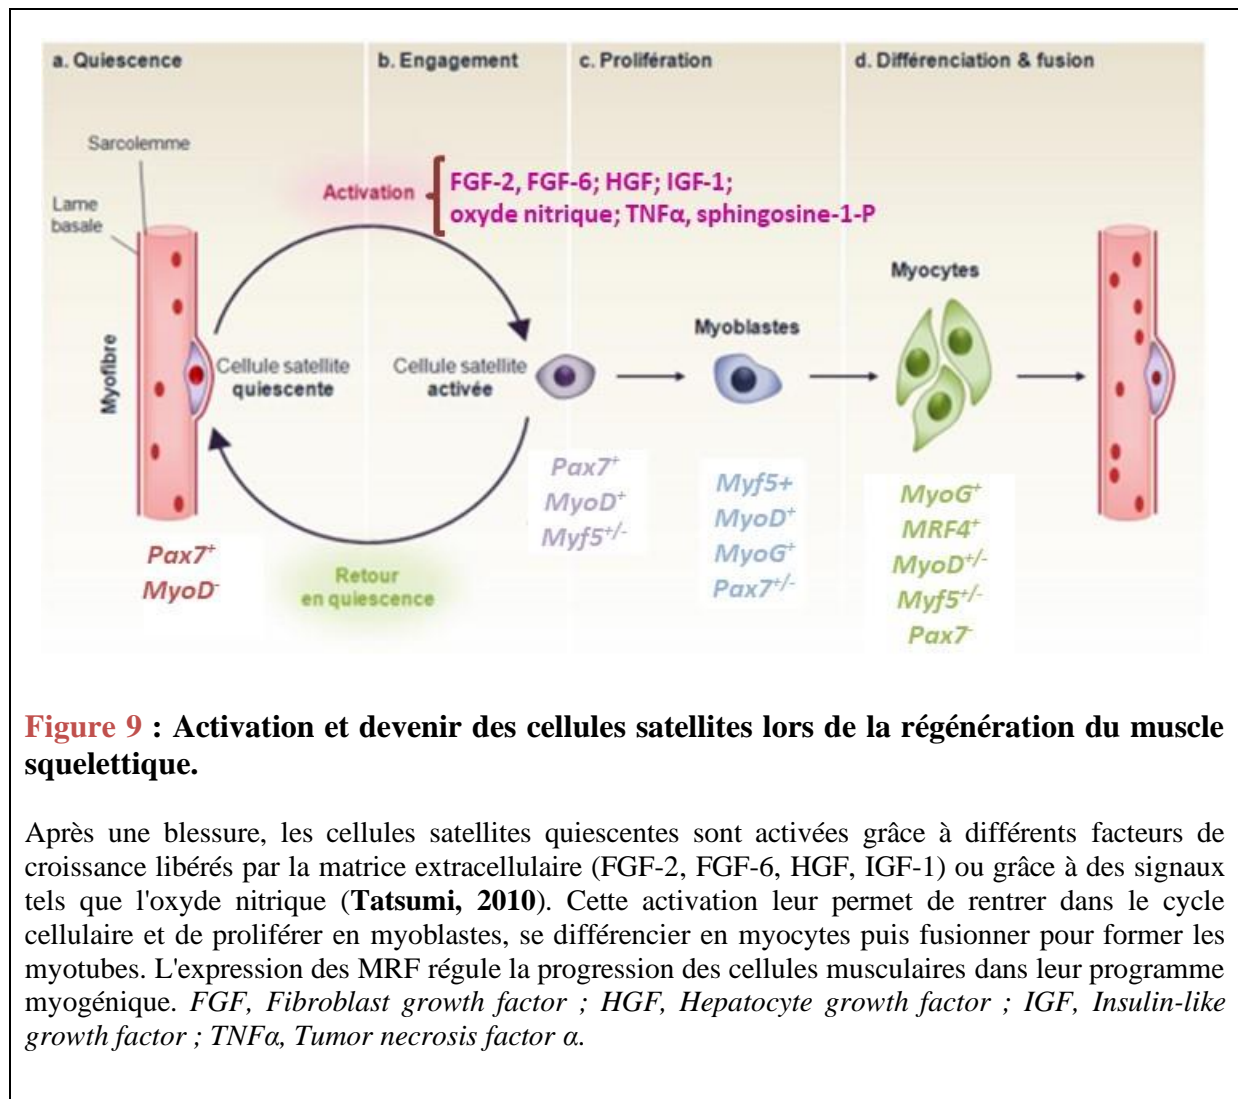 a. Quiescence
b. Engagement
c. Prolifération
d. Différenciation & fusion
Sarcolemme
Lame
basale
Myofibre
Activation
FGF-2, FGF-6; HGF; IGF-1;
oxyde nitrique; TNFα, sphingosine-1-P
Cellule satellite
quiescente
Cellule satellite
activée
Myoblastes
Myocytes
Retour
en quiescence
Pax7+
MyoD-
Pax7+
MyoD+
Myf5+/-
Myf5+
MyoD+
MyoG+
Pax7+/-
MyoG+
MRF4+
MyoD+/-
Myf5+/-
Pax7-
Figure 9 : Activation et devenir des cellules satellites lors de la régénération du muscle
squelettique.
Après une blessure, les cellules satellites quiescentes sont activées grâce à différents facteurs de
croissance libérés par la matrice extracellulaire (FGF-2, FGF-6, HGF, IGF-1) ou grâce à des signaux
tels que l'oxyde nitrique (Tatsumi, 2010). Cette activation leur permet de rentrer dans le cycle
cellulaire et de proliférer en myoblastes, se différencier en myocytes puis fusionner pour former les
myotubes. L'expression des MRF régule la progression des cellules musculaires dans leur programme
myogénique. FGF, Fibroblast growth factor ; HGF, Hepatocyte growth factor ; IGF, Insulin-like
growth factor ; TNFα, Tumor necrosis factor α.